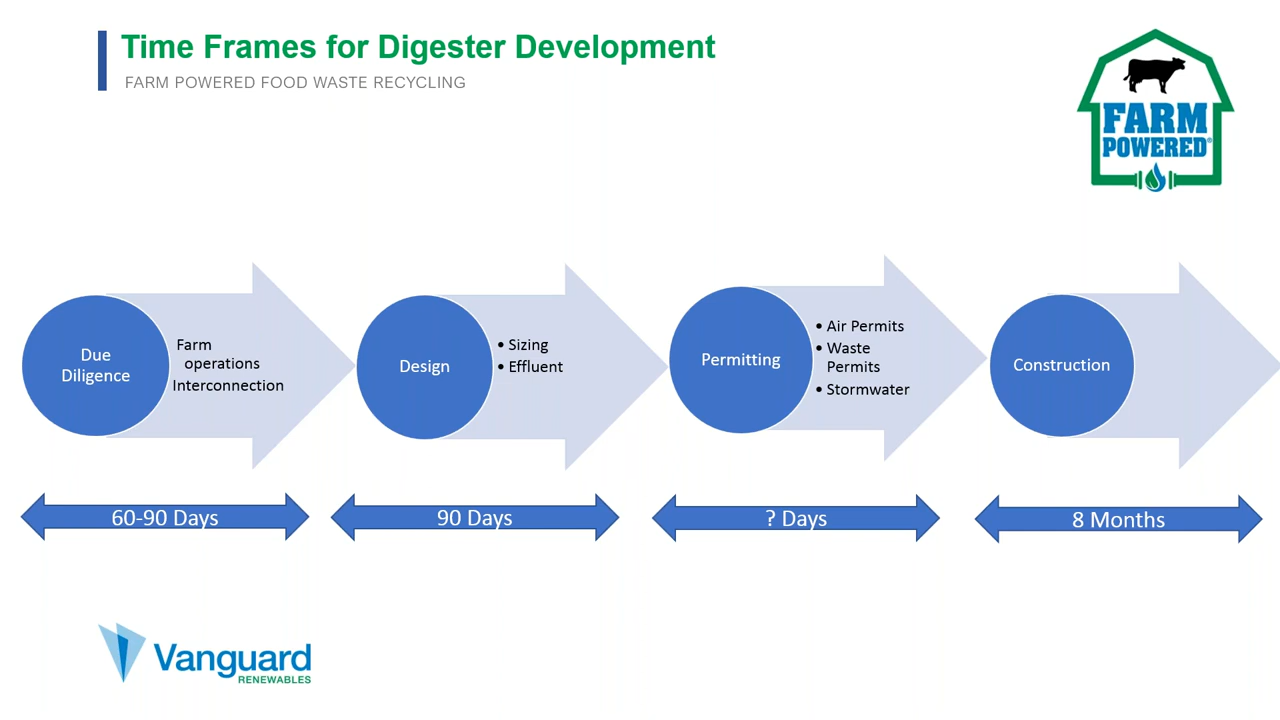 Time Frames for Digester Development
FARM POWERED FOOD WASTE RECYCLING
FARM
POWERED®
Due
Diligence
Farm
operations
Interconnection
Design
• Sizing
• Effluent
Permitting
• Air Permits
• Waste
Permits
• Stormwater
Construction
60-90 Days
90 Days
? Days
8 Months
Vanguard
RENEWABLES